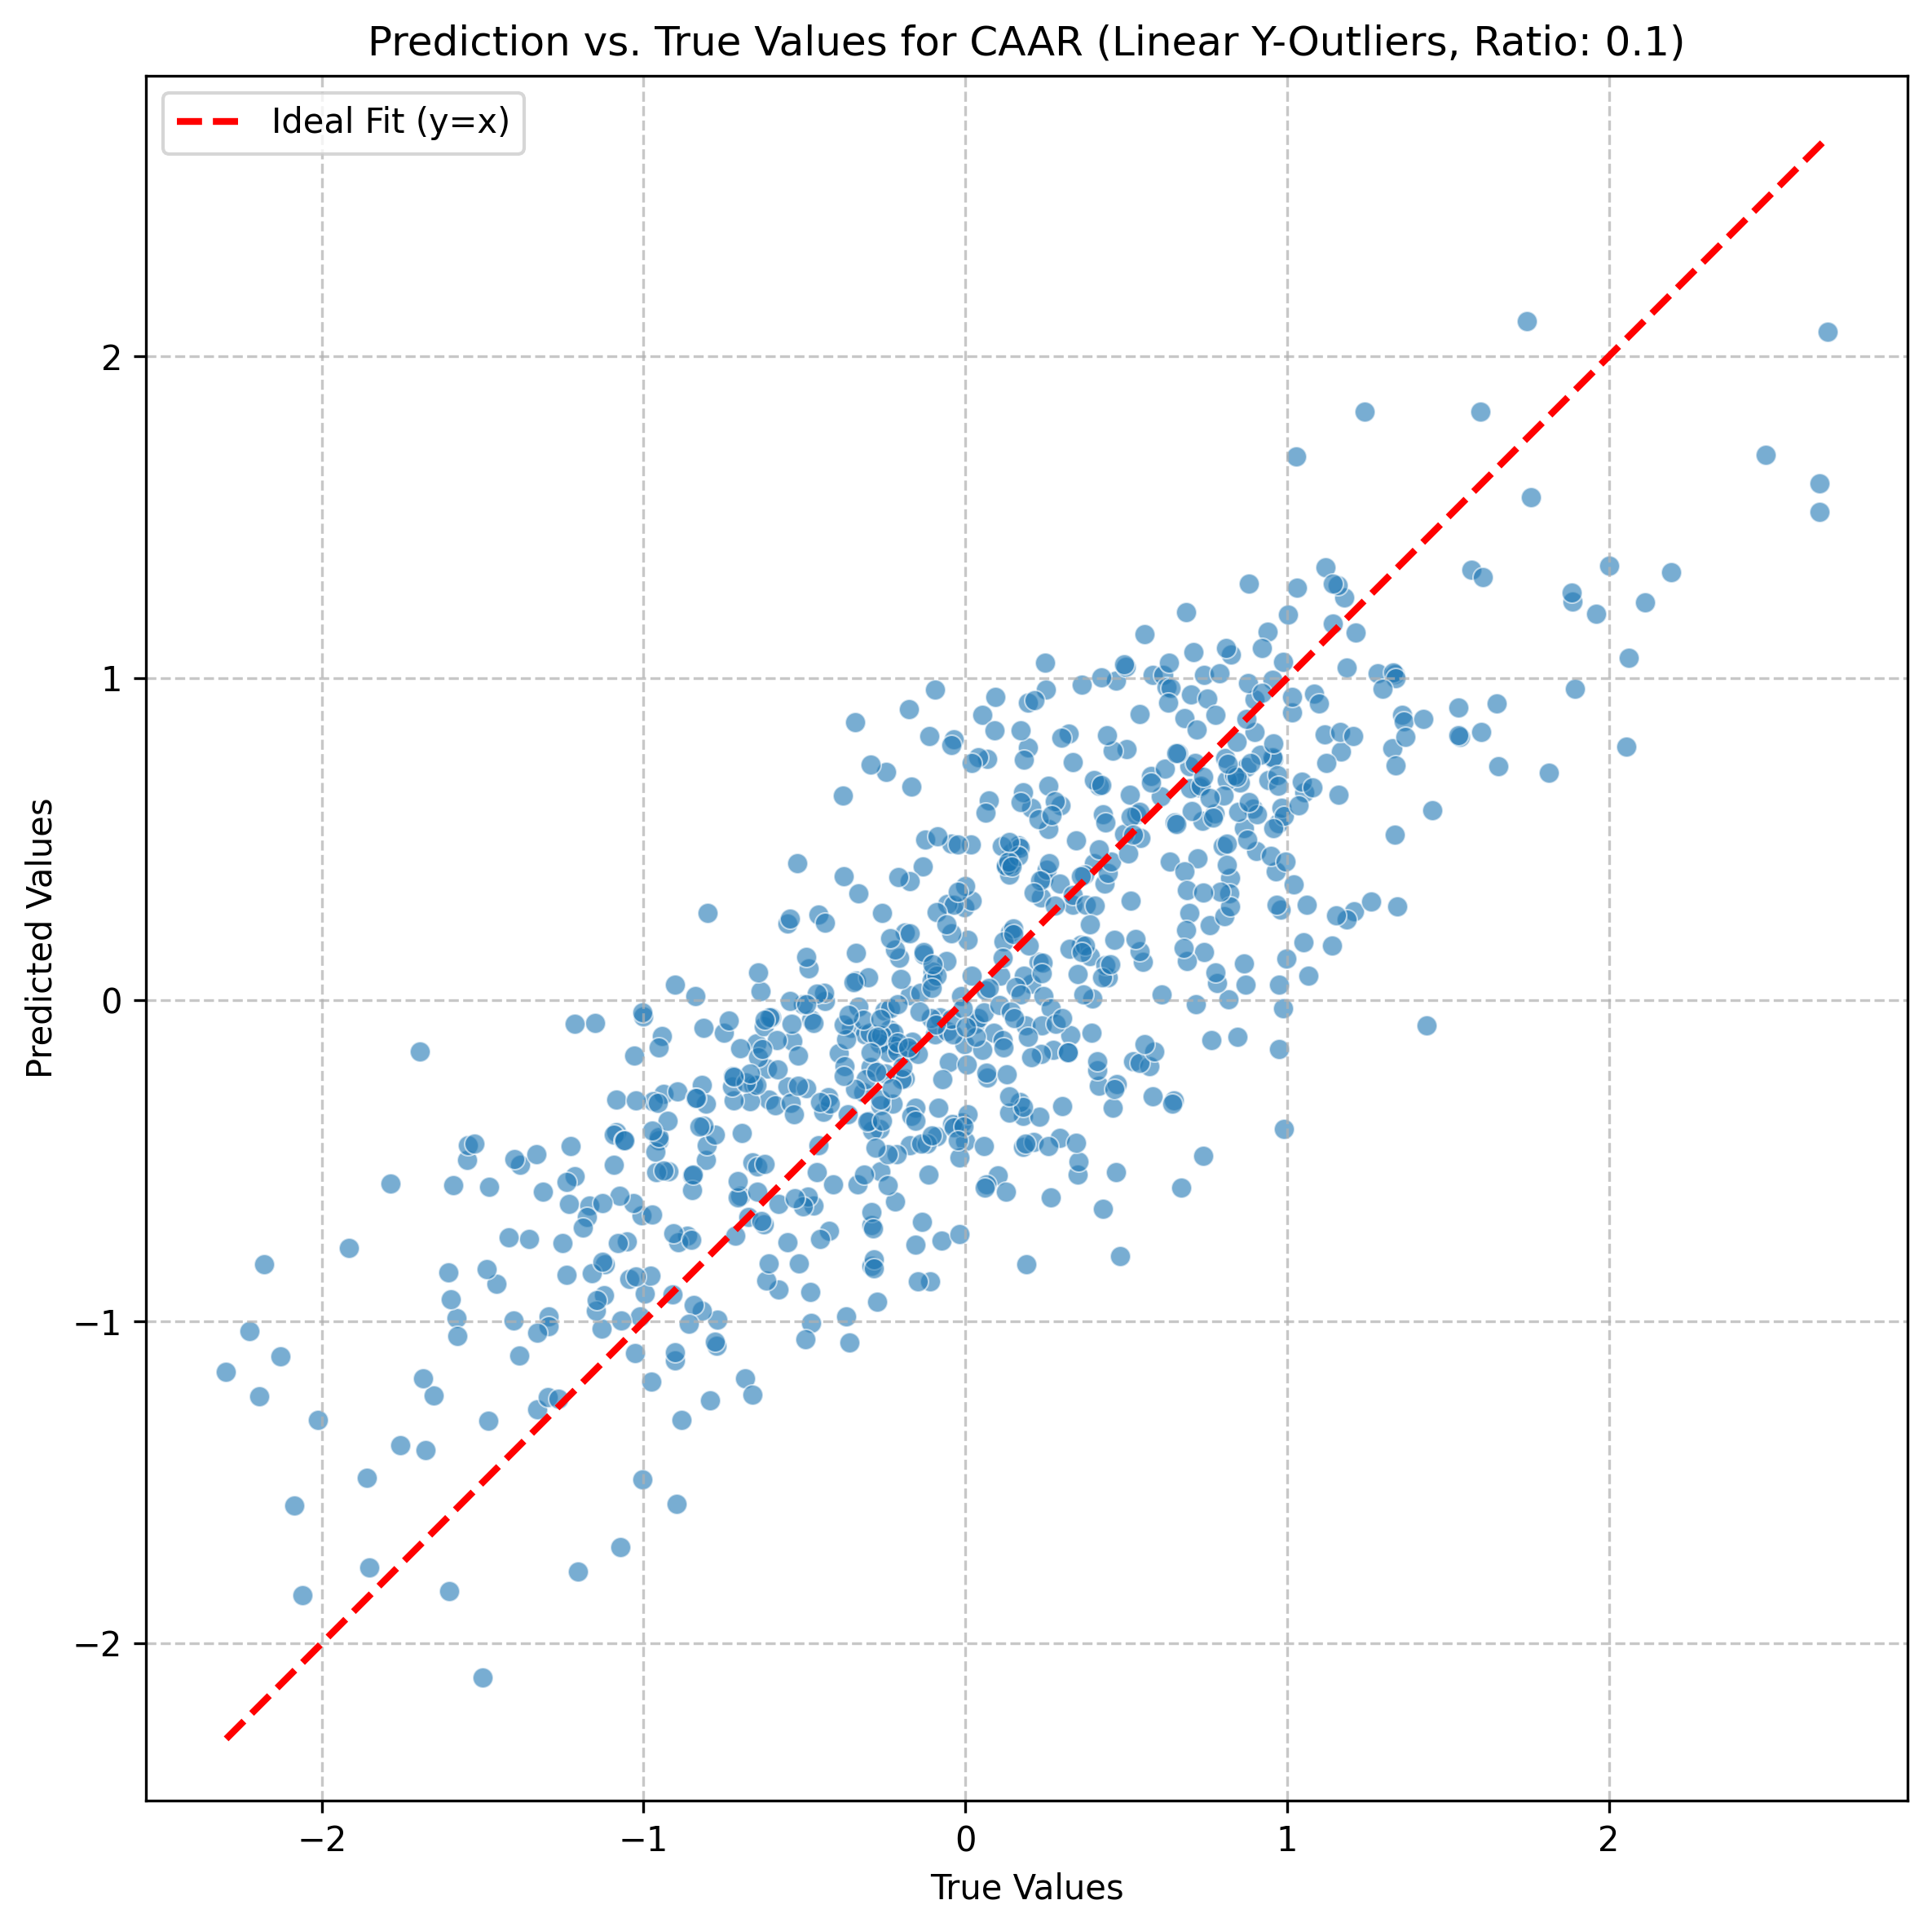 Prediction vs. True Values for CAAR (Linear Y-Outliers, Ratio: 0.1)
Ideal Fit (y=x)
2
1
0
−1
−2
Predicted Values
−2
−1
0
1
2
True Values